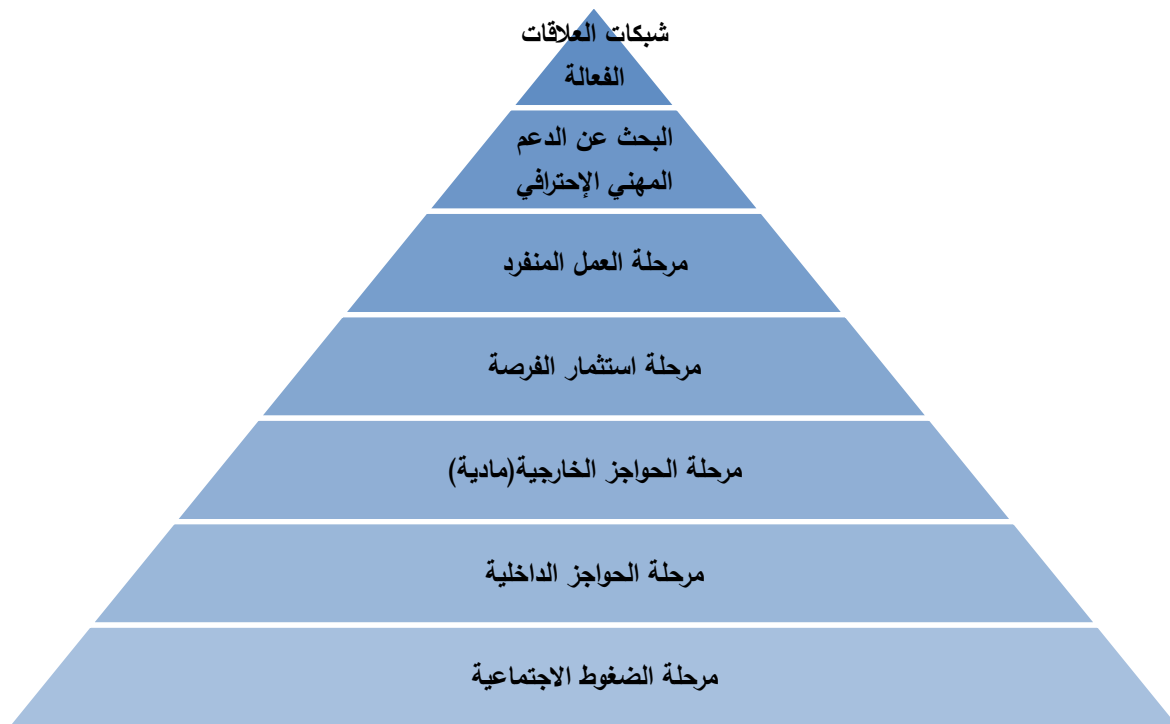 شبكات العلاقات
الفعالة
البحث عن الدعم
المهني الإحترافي
مرحلة العمل المنفرد
مرحلة استثمار الفرصة
مرحلة الحواجز الخارجية(مادية)
مرحلة الحواجز الداخلية
مرحلة الضغوط الاجتماعية